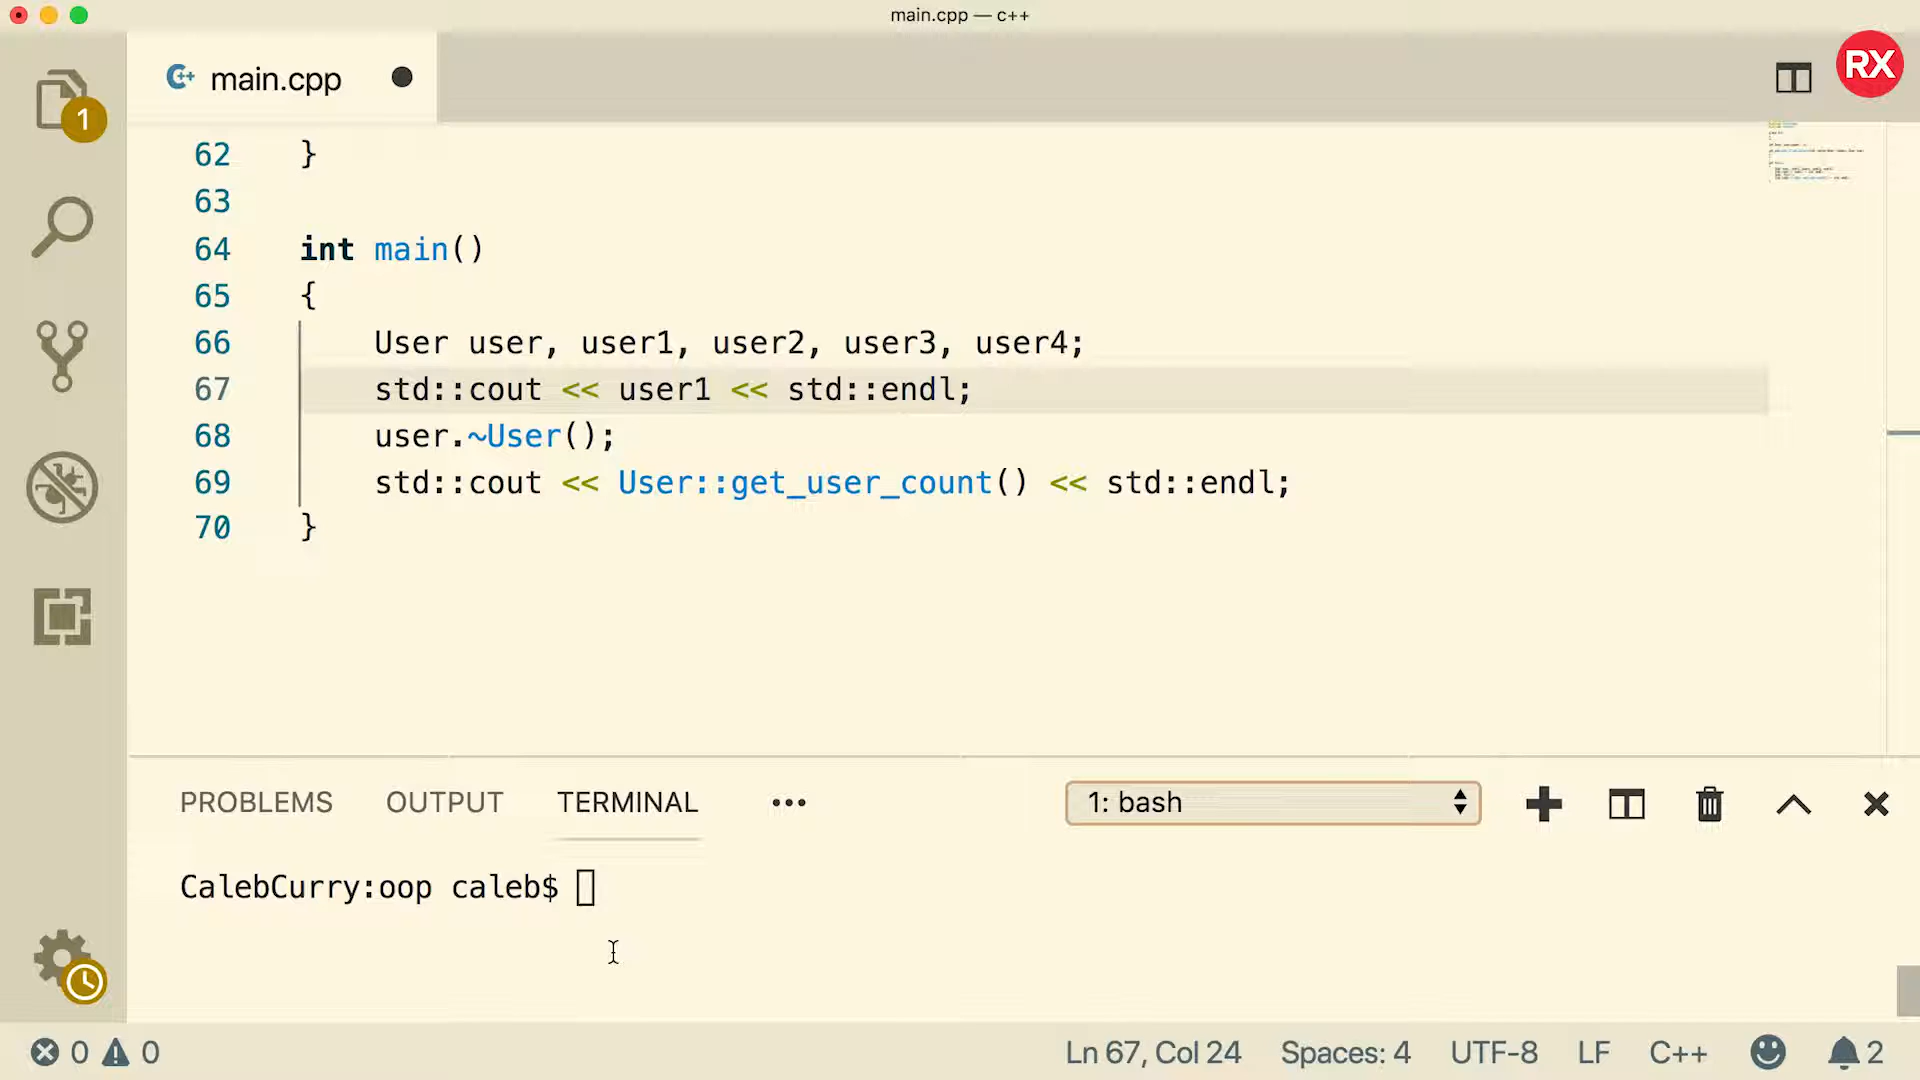 main.cpp — c++
RX
main.cpp
1
62 }
63
64 int main()
65 {
66 User user, user1, user2, user3, user4;
67 std::cout << user1 << std::endl;
68 user.~User();
69 std::cout << User::get_user_count() << std::endl;
70 }
PROBLEMS OUTPUT TERMINAL ••• 1: bash
CalebCurry:oop caleb$
0 0 Ln 67, Col 24 Spaces: 4 UTF-8 LF C++ 2